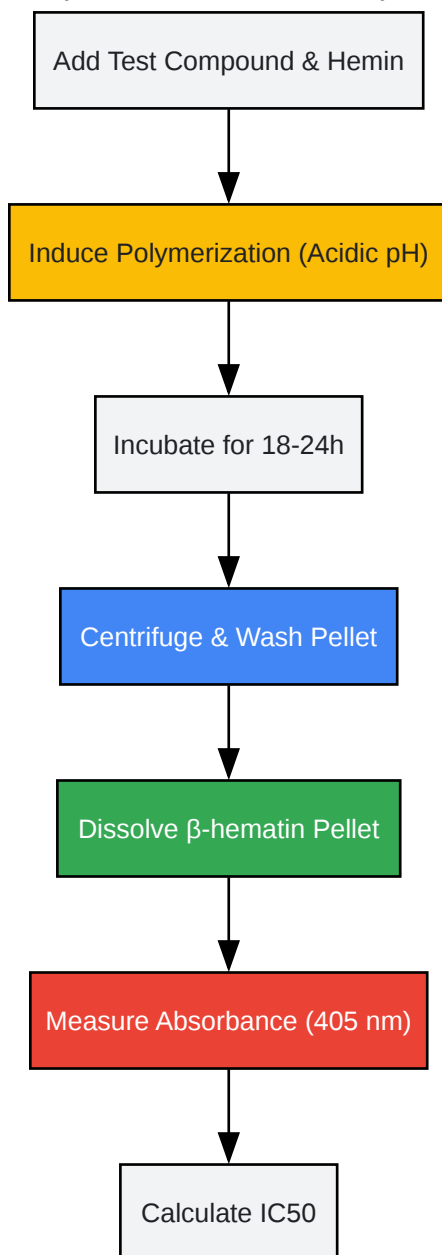 Add Test Compound & Hemin
Induce Polymerization (Acidic pH)
Incubate for 18-24h
Centrifuge & Wash Pellet
Dissolve β-hematin Pellet
Measure Absorbance (405 nm)
Calculate IC50